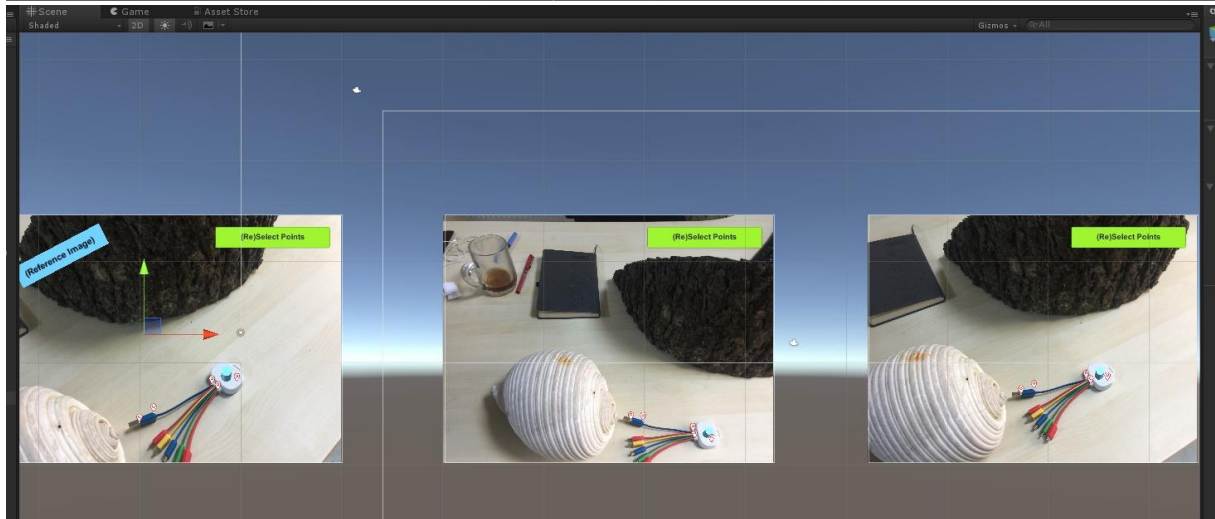 Scene
Game
Asset Store
Shaded
2D
Gizmos
All
(Reference Image)
(Re)Select Points
(Re)Select Points
(Re)Select Points